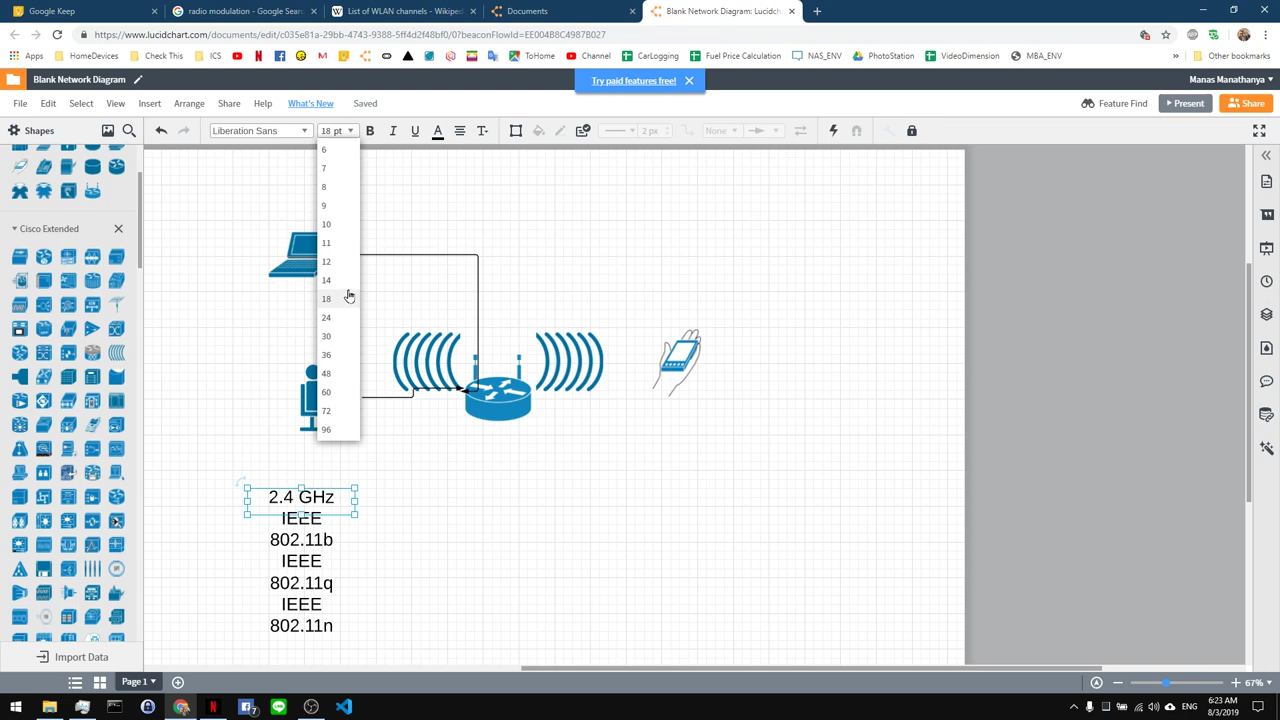 Google Keep
radio modulation - Google Sear
List of WLAN channels - Wikiped
Documents
Blank Network Diagram: Lucidch
https://www.lucidchart.com/documents/edit/c035e81a-29bb-4743-9388-5ff4d2f48bf0/0?beaconFlowId=EE004B8C4987B027
Apps
HomeDevices
Check This
CS
US
ENV
ToHome
Channel
CarLogging
Fuel Price Calculation
NAS_ENV
PhotoStation
VideoDimension
MBA_ENV
Other bookmarks
Blank Network Diagram
Try paid features free!
Manas Manathanya
File
Edit
Select
View
Insert
Arrange
Share
Help
What's New
Saved
Feature Find
Present
Share
Shapes
Liberation Sans
18 pt
B
I
U
A
T
2 px
None
6
7
8
9
10
11
12
14
18
24
30
36
48
60
72
96
Cisco Extended
2.4 GHz
IEEE
802.11b
IEEE
802.11q
IEEE
802.11n
Import Data
Page 1
67%
ENG
6:23 AM
8/3/2019